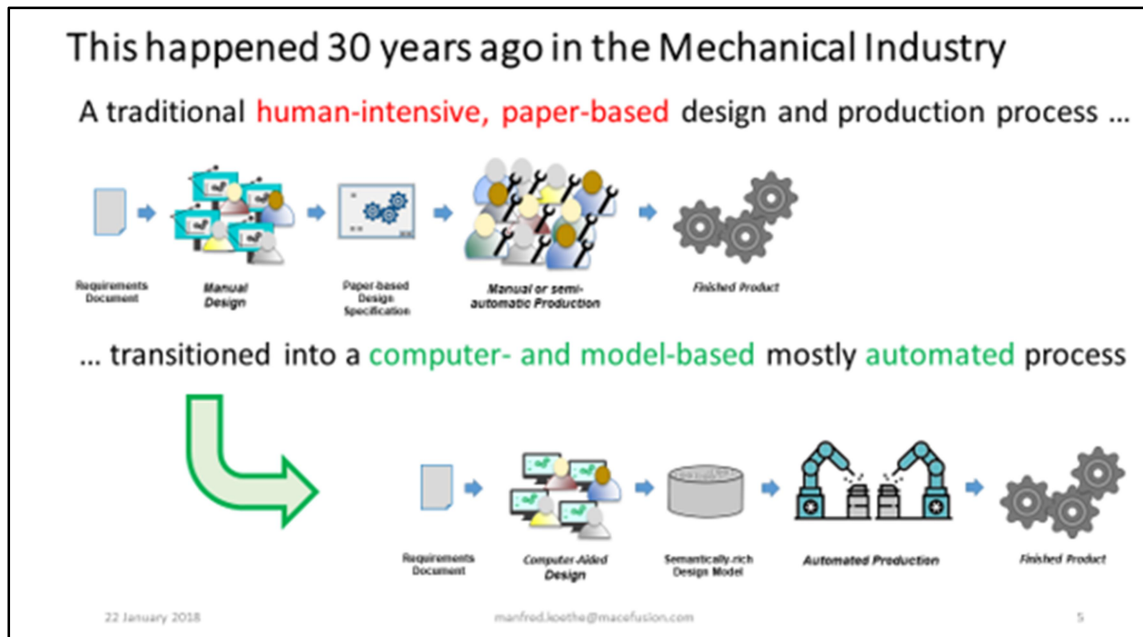 This happened 30 years ago in the Mechanical Industry
A traditional human-intensive, paper-based design and production process ...
Requirements
Document
Manual
Design
Paper-based
Design
Specification
Manual or semi-
automatic Production
Finished Product
... transitioned into a computer- and model-based mostly automated process
Requirements
Document
Computer-Aided
Design
Semantically-rich
Design Model
Automated Production
Finished Product
22 January 2018
manfred.koethe@macefusion.com
5